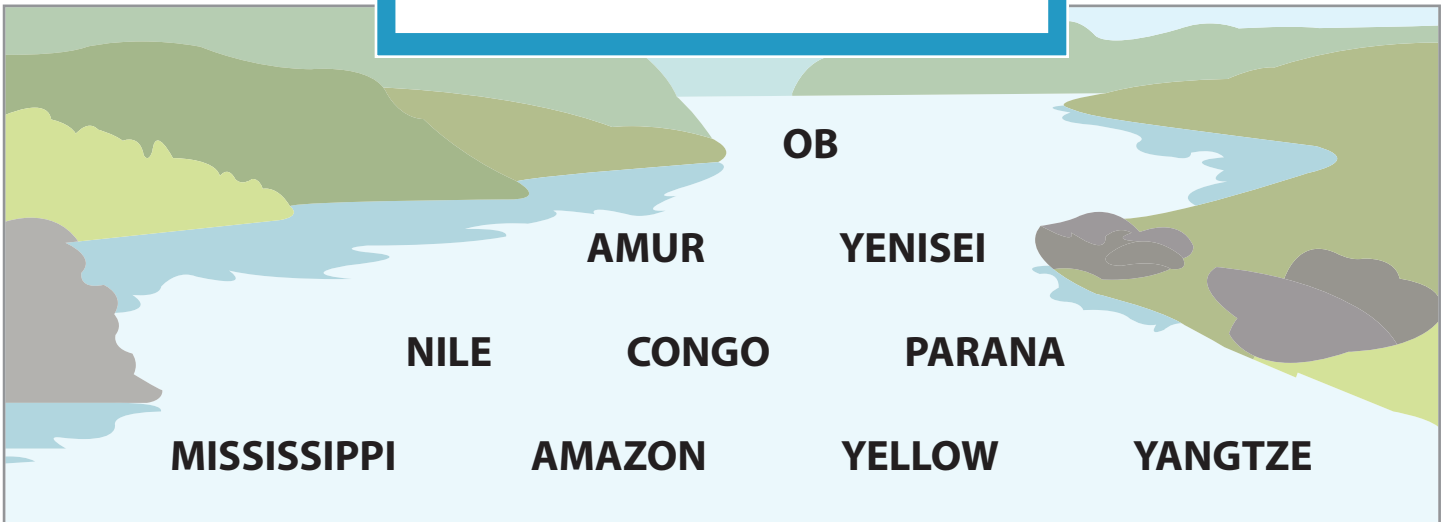 OB
AMUR YENISEI
NILE CONGO PARANA
MISSISSIPPI AMAZON YELLOW YANGTZE